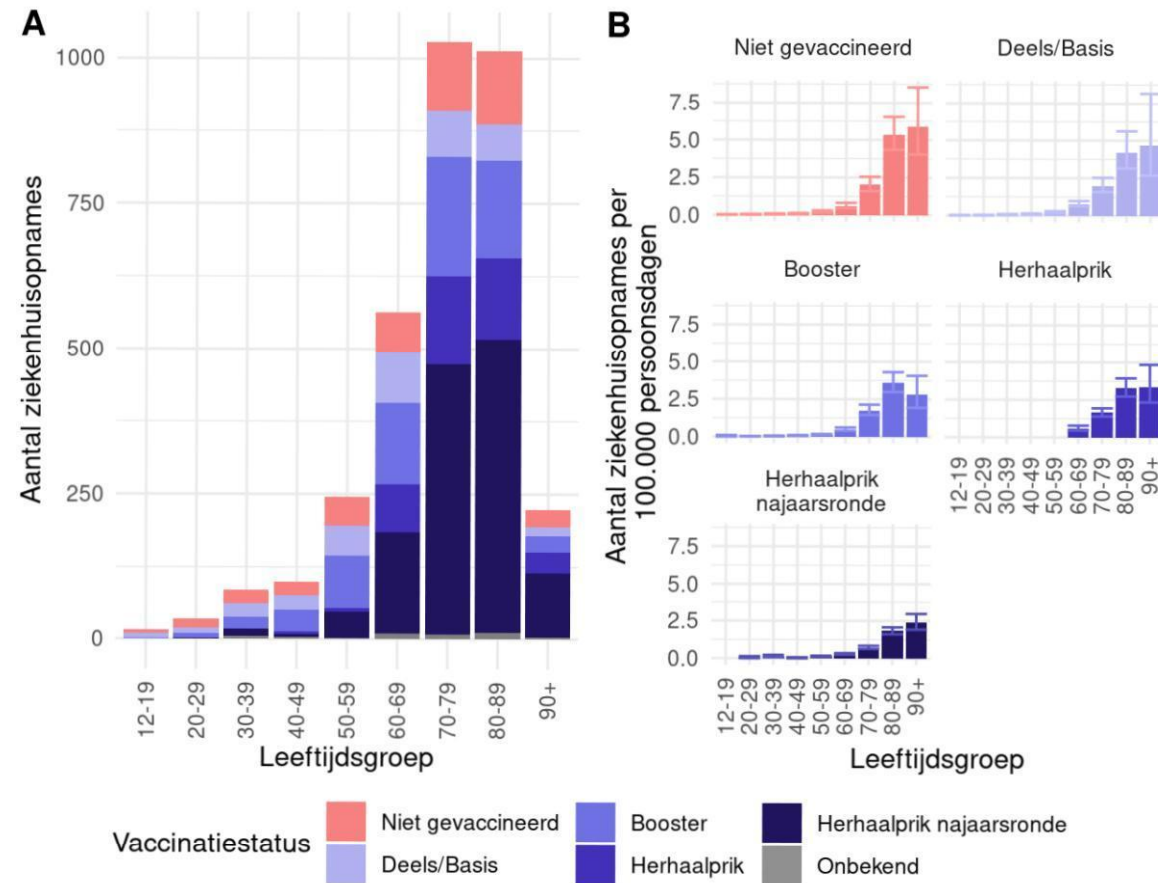 A
Aantal ziekenhuisopnames
1000
750
500
250
0
12-19
20-29
30-39
40-49
50-59
60-69
70-79
80-89
90+
Leeftijdsgroep
B
Aantal ziekenhuisopnames per
100.000 persoonsdagen
Niet gevaccineerd
Deels/Basis
7.5
5.0
2.5
0.0
Booster
Herhaalprik
7.5
5.0
2.5
0.0
12-19
20-29
30-39
40-49
50-59
60-69
70-79
80-89
90+
Herhaalprik
najaarsronde
7.5
5.0
2.5
0.0
12-19
20-29
30-39
40-49
50-59
60-69
70-79
80-89
90+
Leeftijdsgroep
Vaccinatiestatus
Niet gevaccineerd
Deels/Basis
Booster
Herhaalprik
Herhaalprik najaarsronde
Onbekend